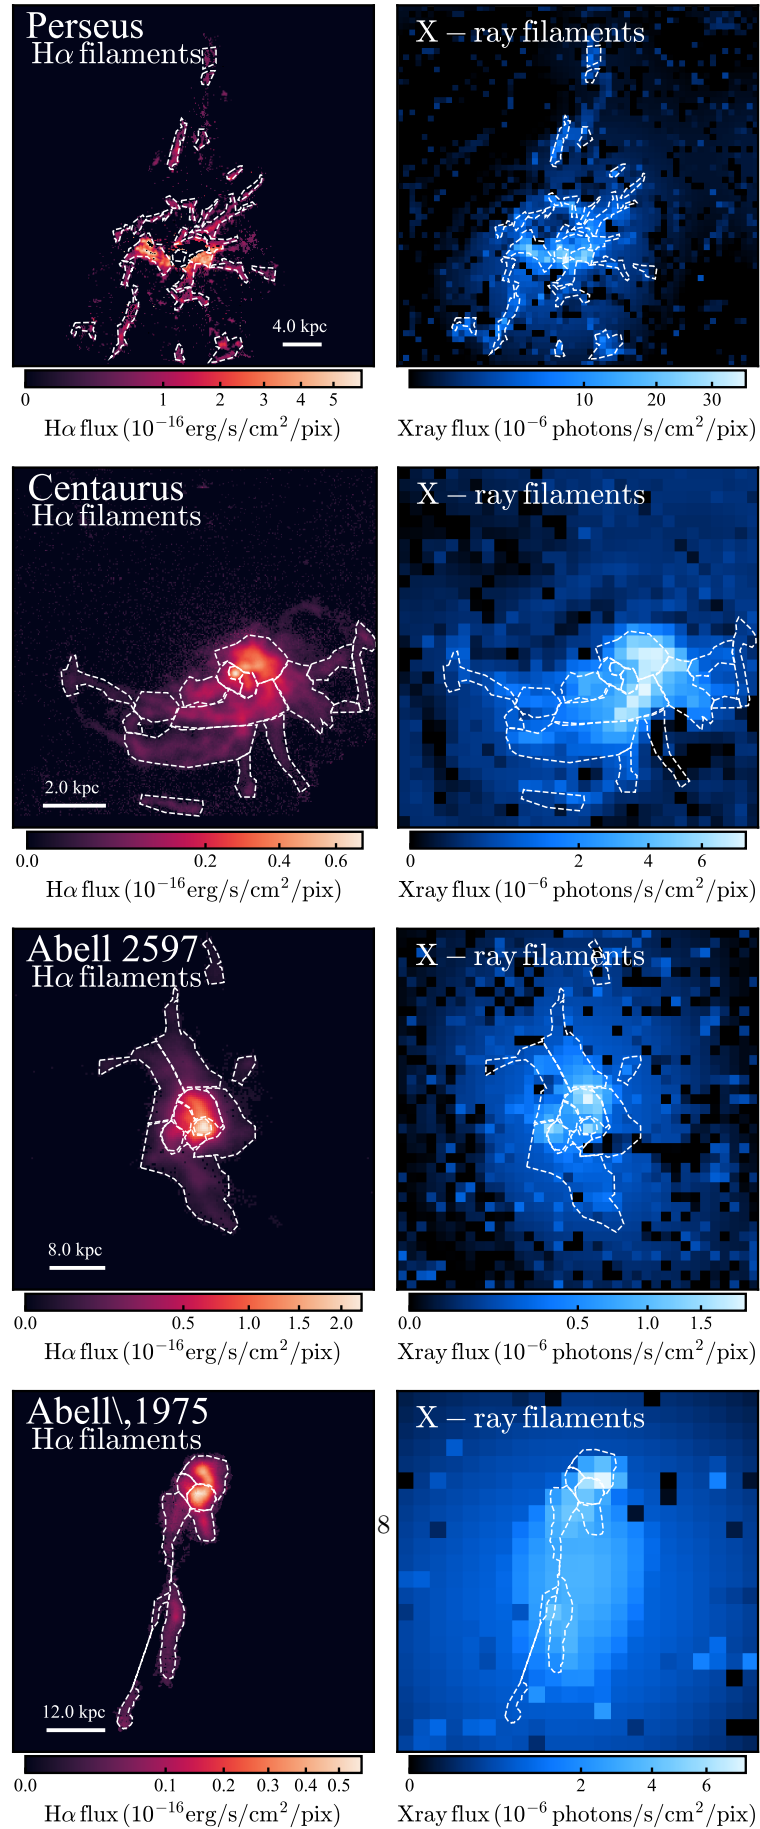 Perseus
Hα filaments
X − ray filaments
4.0 kpc
0 1 2 3 4 5
10 20 30
Hα flux (10⁻¹⁶erg/s/cm²/pix)
Xray flux (10⁻⁶ photons/s/cm²/pix)
Centaurus
Hα filaments
X − ray filaments
2.0 kpc
0.0 0.2 0.4 0.6
0 2 4 6
Hα flux (10⁻¹⁶erg/s/cm²/pix)
Xray flux (10⁻⁶ photons/s/cm²/pix)
Abell 2597
Hα filaments
X − ray filaments
8.0 kpc
0.0 0.5 1.0 1.5 2.0
0.0 0.5 1.0 1.5
Hα flux (10⁻¹⁶erg/s/cm²/pix)
Xray flux (10⁻⁶ photons/s/cm²/pix)
Abell\,1975
Hα filaments
X − ray filaments
8
12.0 kpc
0.0 0.1 0.2 0.3 0.4 0.5
0 2 4 6
Hα flux (10⁻¹⁶erg/s/cm²/pix)
Xray flux (10⁻⁶ photons/s/cm²/pix)